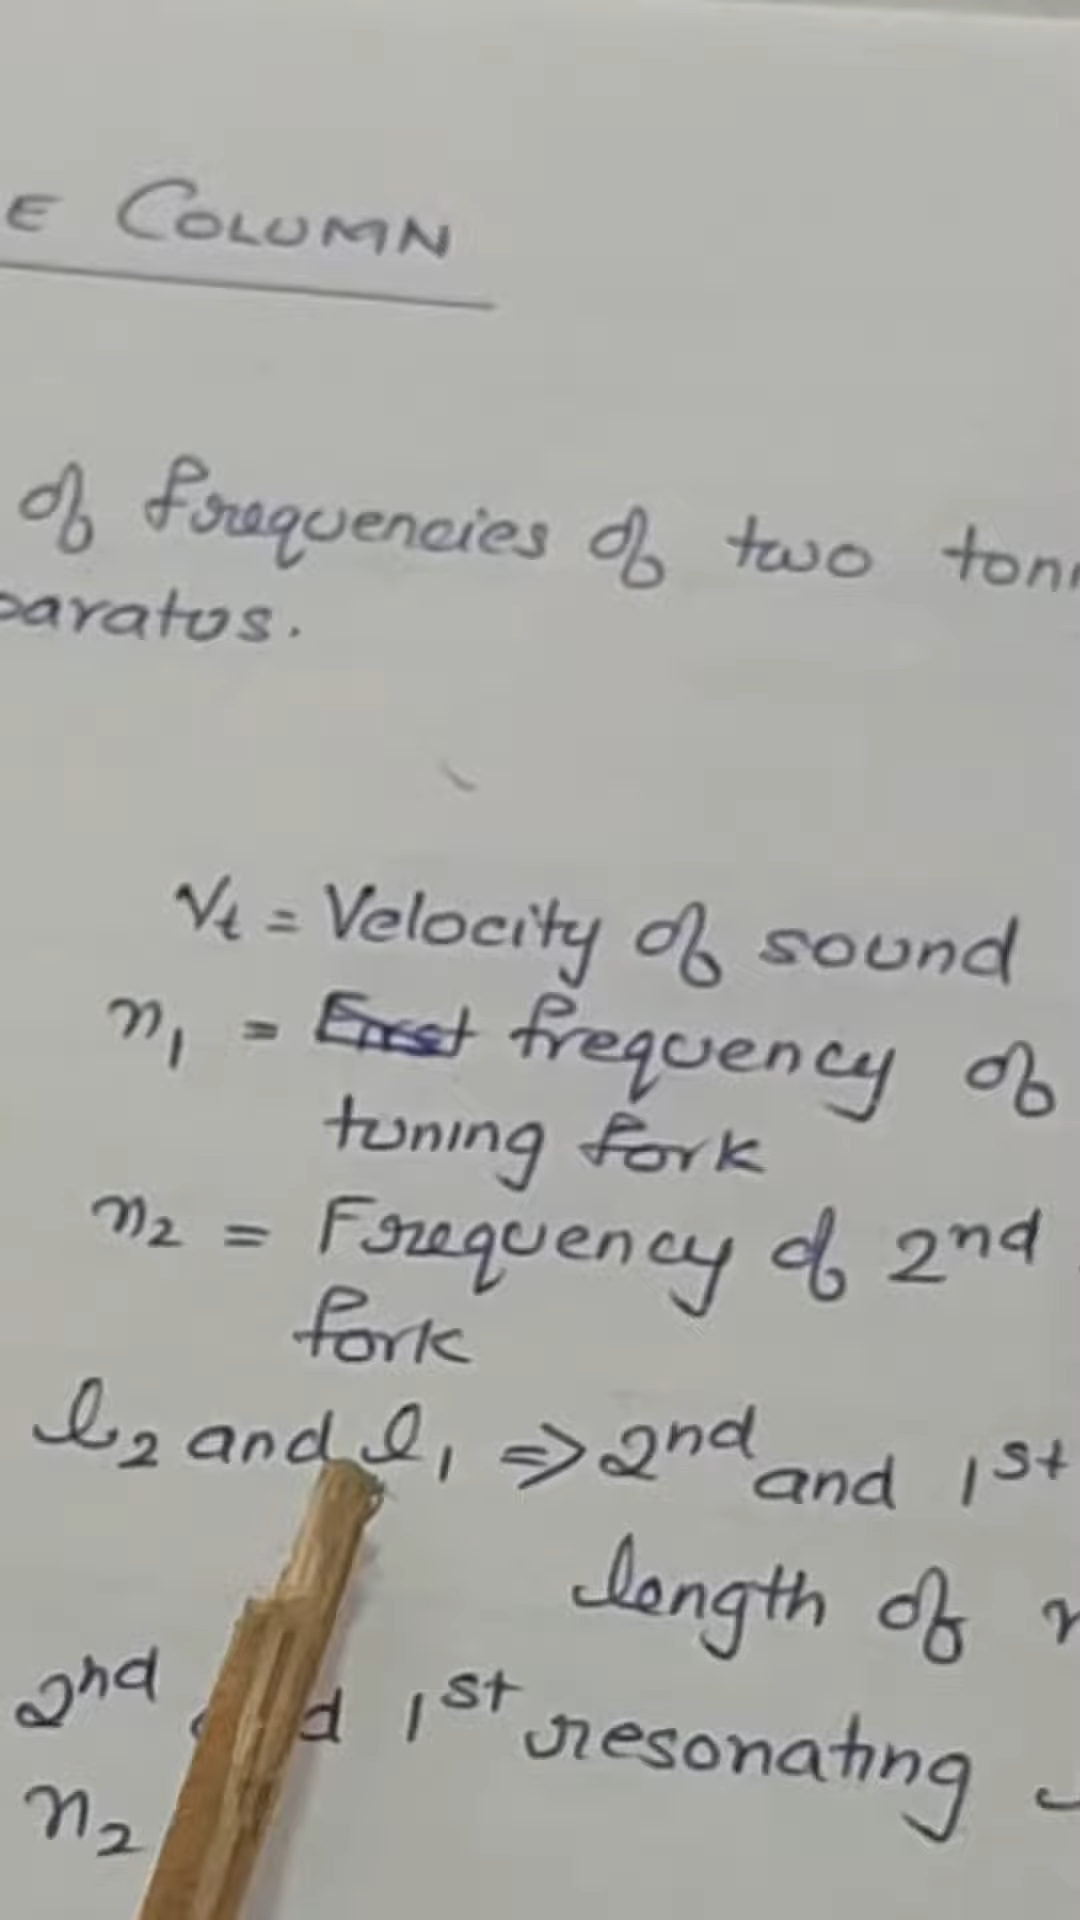 E COLUMN
of frequencies of two
paratus.
Vt = Velocity of sound
n1 = First frequency of
tuning fork
n2 = Frequency of 2nd
fork
l2 and l1 => 2nd and 1st
length of
2nd 1st resonating
n2